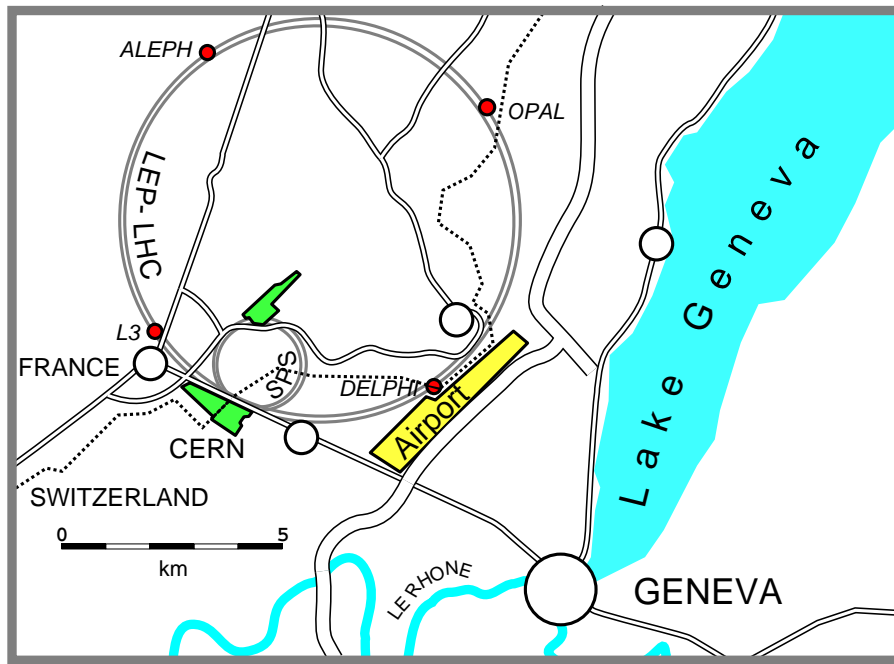 ALEPH
OPAL
LEP- LHC
Lake Geneva
L3
FRANCE
SPS
DELPHI
Airport
CERN
SWITZERLAND
0 5
km
LE RHONE
GENEVA